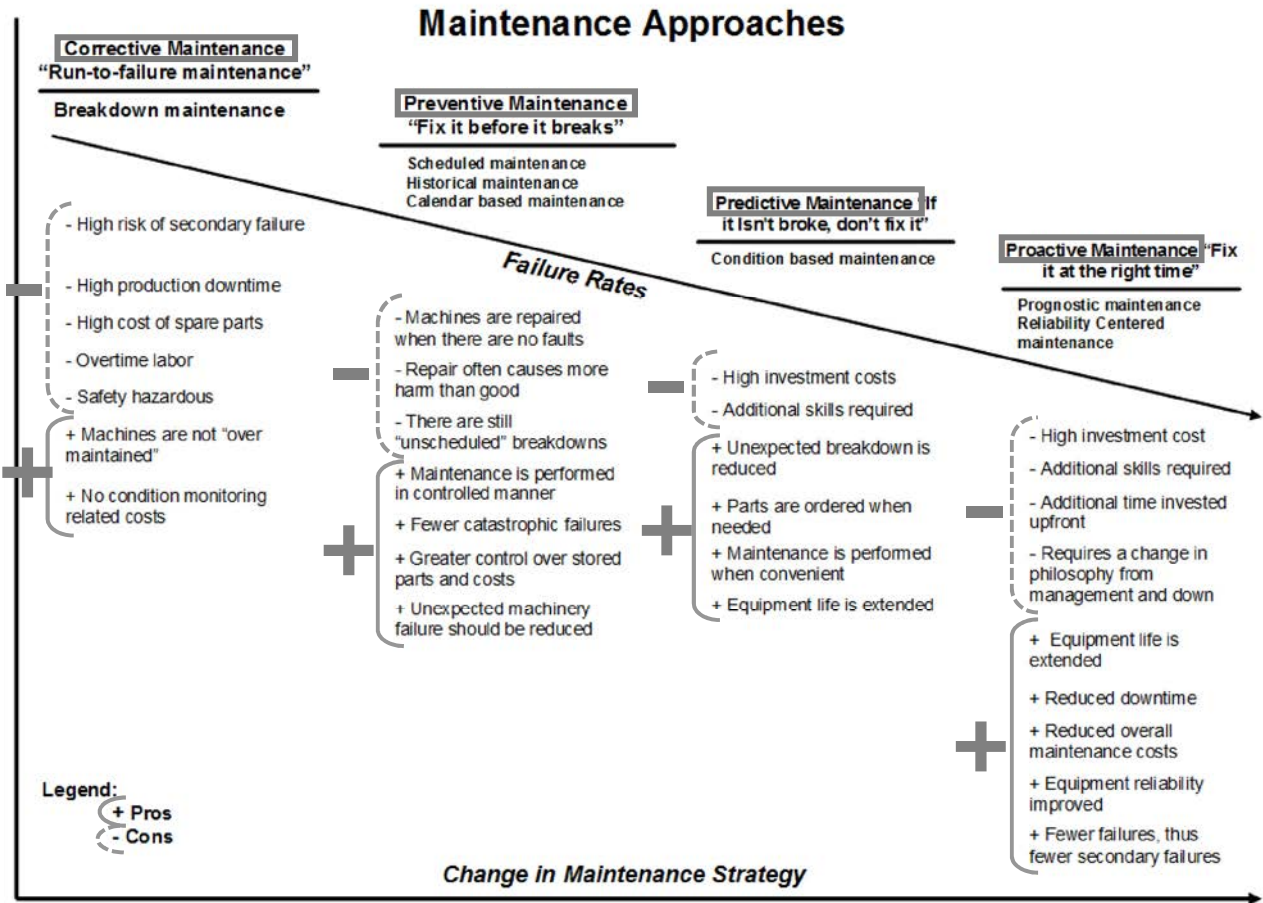 Maintenance Approaches
Corrective Maintenance
“Run-to-failure maintenance”
Breakdown maintenance
- High risk of secondary failure
- High production downtime
- High cost of spare parts
- Overtime labor
- Safety hazardous
+ Machines are not “over
maintained”
+ No condition monitoring
related costs
Preventive Maintenance
“Fix it before it breaks”
Scheduled maintenance
Historical maintenance
Calendar based maintenance
Failure Rates
- Machines are repaired
when there are no faults
- Repair often causes more
harm than good
- There are still
“unscheduled” breakdowns
+ Maintenance is performed
in controlled manner
+ Fewer catastrophic failures
+ Greater control over stored
parts and costs
+ Unexpected machinery
failure should be reduced
Predictive Maintenance “If
it Isn't broke, don't fix it”
Condition based maintenance
- High investment costs
- Additional skills required
+ Unexpected breakdown is
reduced
+ Parts are ordered when
needed
+ Maintenance is performed
when convenient
+ Equipment life is extended
Proactive Maintenance “Fix
it at the right time”
Prognostic maintenance
Reliability Centered
maintenance
- High investment cost
- Additional skills required
- Additional time invested
upfront
- Requires a change in
philosophy from
management and down
+ Equipment life is
extended
+ Reduced downtime
+ Reduced overall
maintenance costs
+ Equipment reliability
improved
+ Fewer failures, thus
fewer secondary failures
Legend:
+ Pros
- Cons
Change in Maintenance Strategy